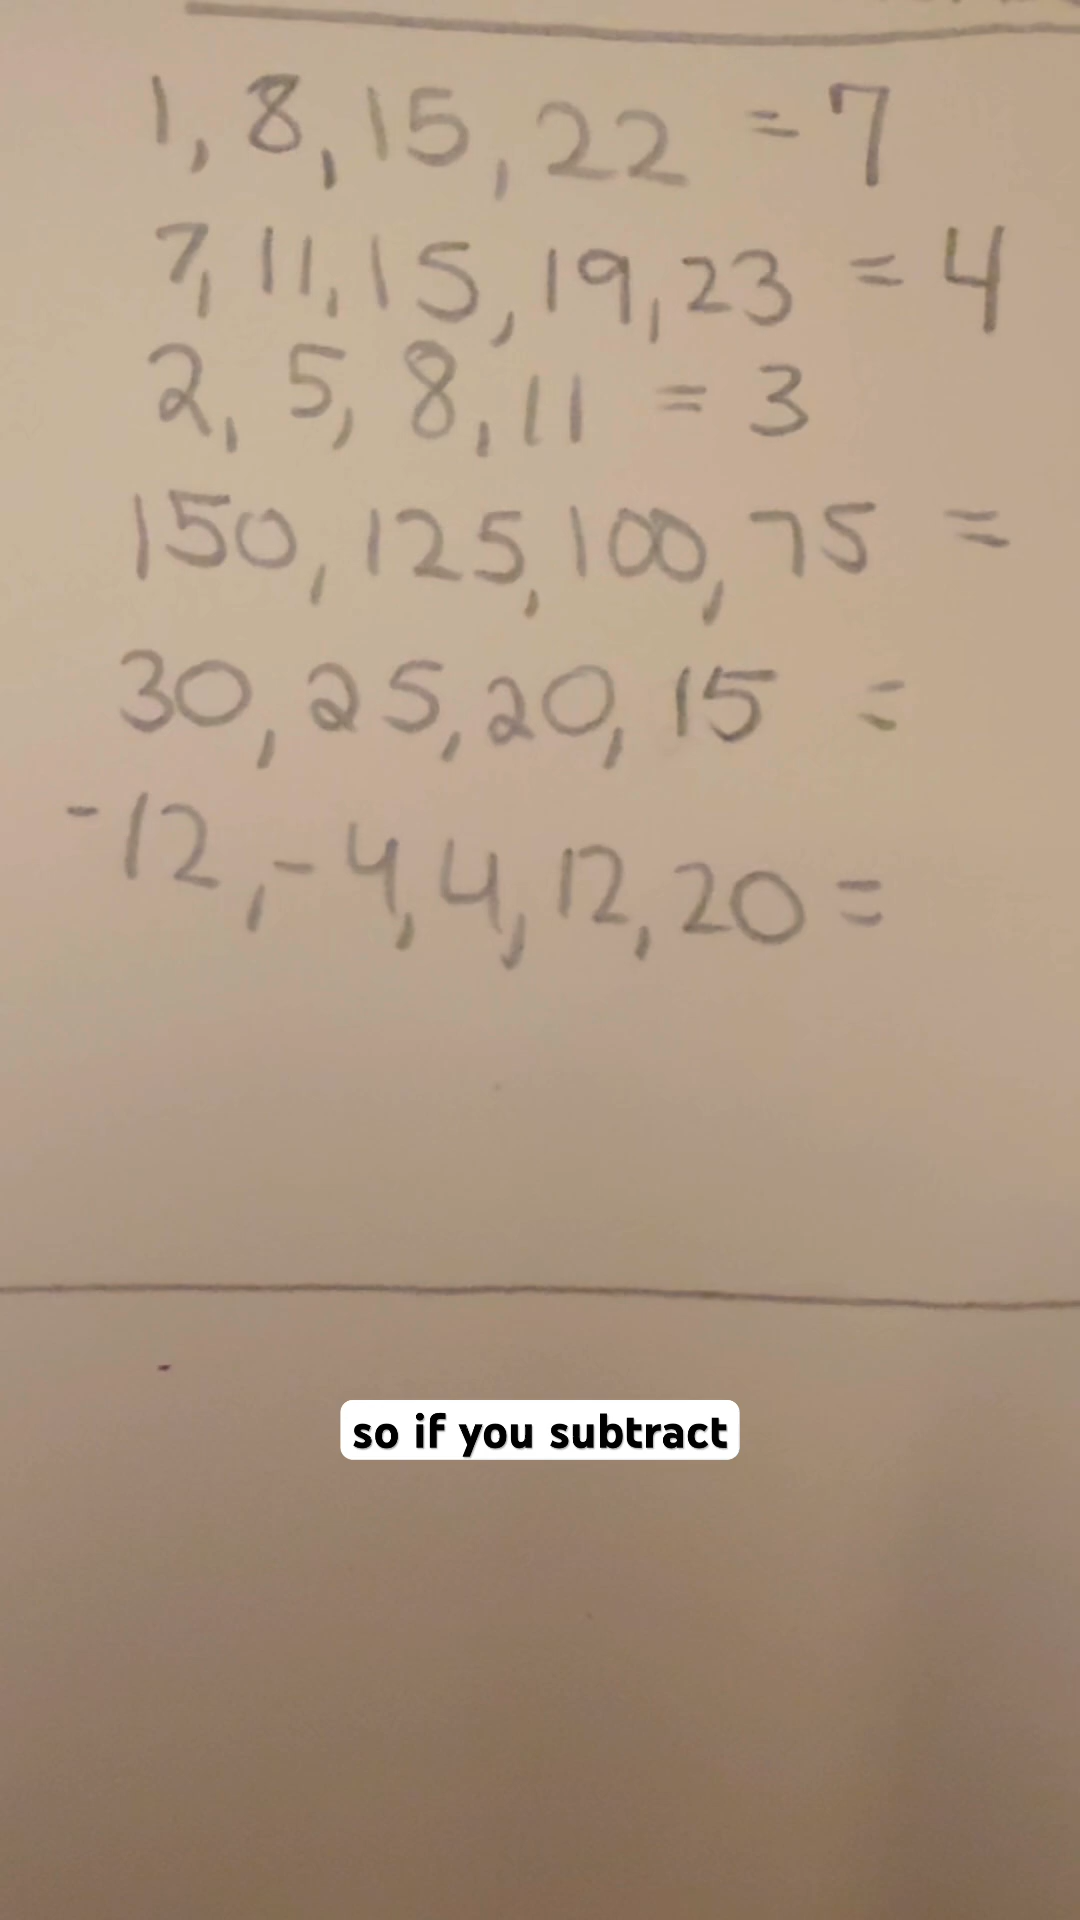 1, 8, 15, 22 = 7
7, 11, 15, 19, 23 = 4
2, 5, 8, 11 = 3
150, 125, 100, 75 =
30, 25, 20, 15 =
-12, -4, 4, 12, 20 =
so if you subtract